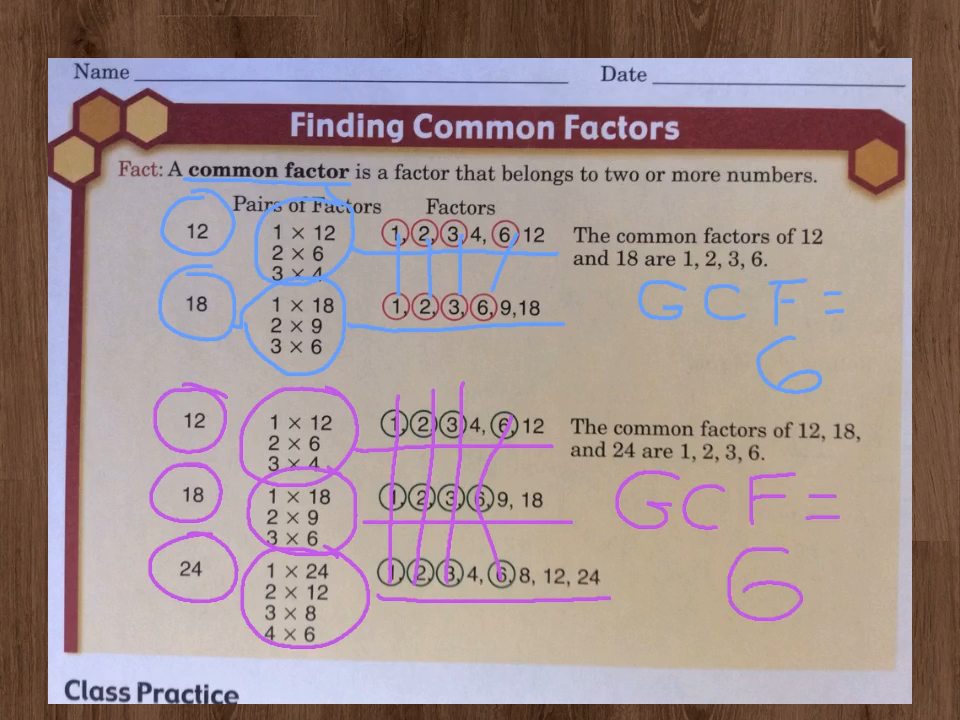 Name Date
Finding Common Factors
Fact: A common factor is a factor that belongs to two or more numbers.
Pairs of Factors Factors
12
1 × 12
2 × 6
3 × 4
1, 2, 3, 4, 6, 12
The common factors of 12
and 18 are 1, 2, 3, 6.
18
1 × 18
2 × 9
3 × 6
1, 2, 3, 6, 9, 18
GCF =
6
12
1 × 12
2 × 6
3 × 4
1, 2, 3, 4, 6, 12
The common factors of 12, 18,
and 24 are 1, 2, 3, 6.
18
1 × 18
2 × 9
3 × 6
1, 2, 3, 6, 9, 18
GCF =
6
24
1 × 24
2 × 12
3 × 8
4 × 6
1, 2, 3, 4, 6, 8, 12, 24
Class Practice